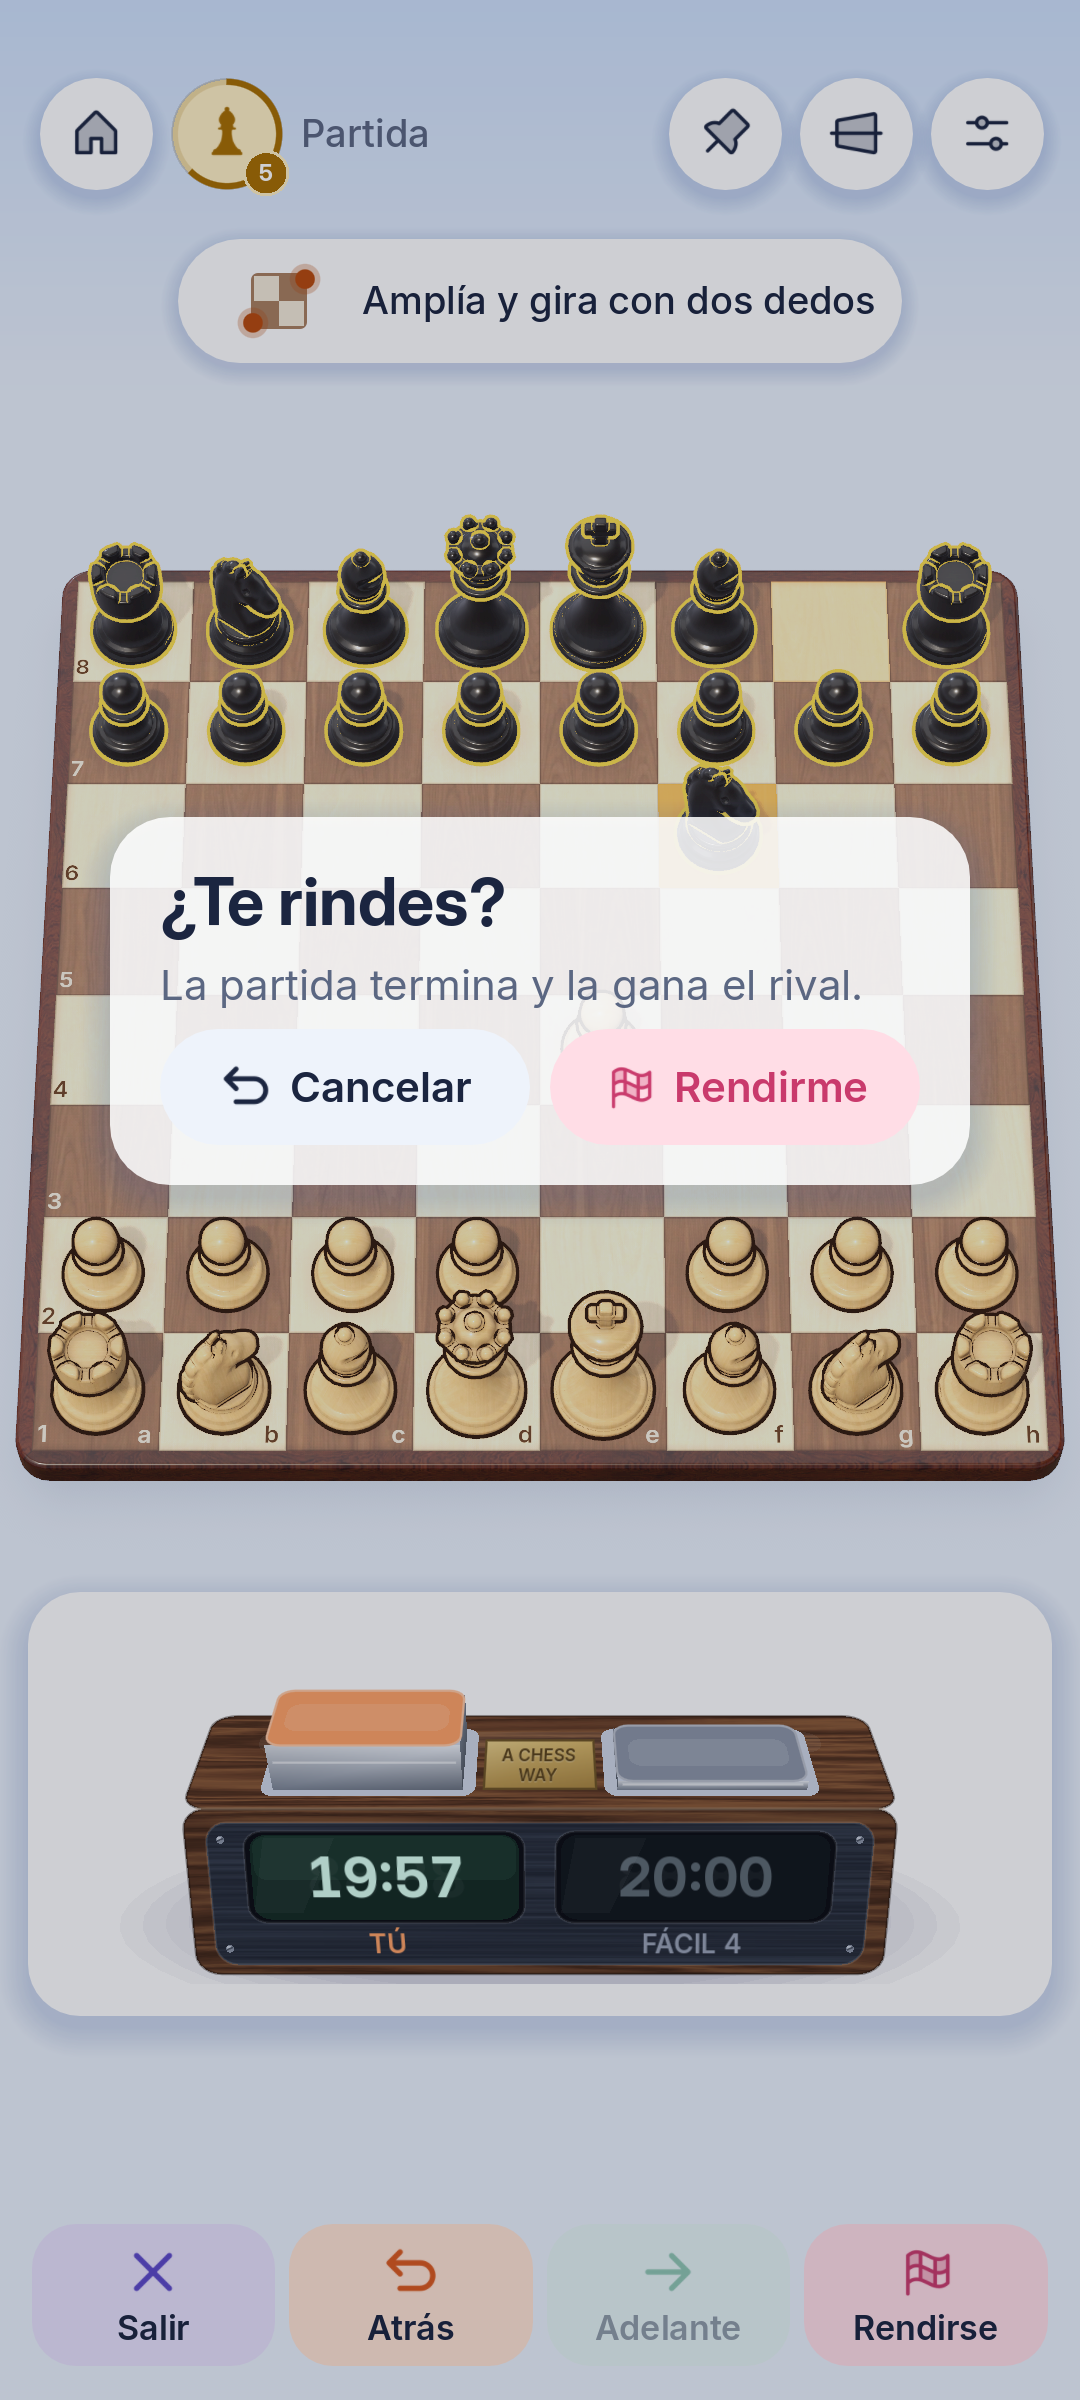 Partida
5
Amplía y gira con dos dedos
8
7
6
5
4
3
2
1
a b c d e f g h
¿Te rindes?
La partida termina y la gana el rival.
Cancelar
Rendirme
A CHESS
WAY
19:57
20:00
TÚ
FÁCIL 4
Salir
Atrás
Adelante
Rendirse